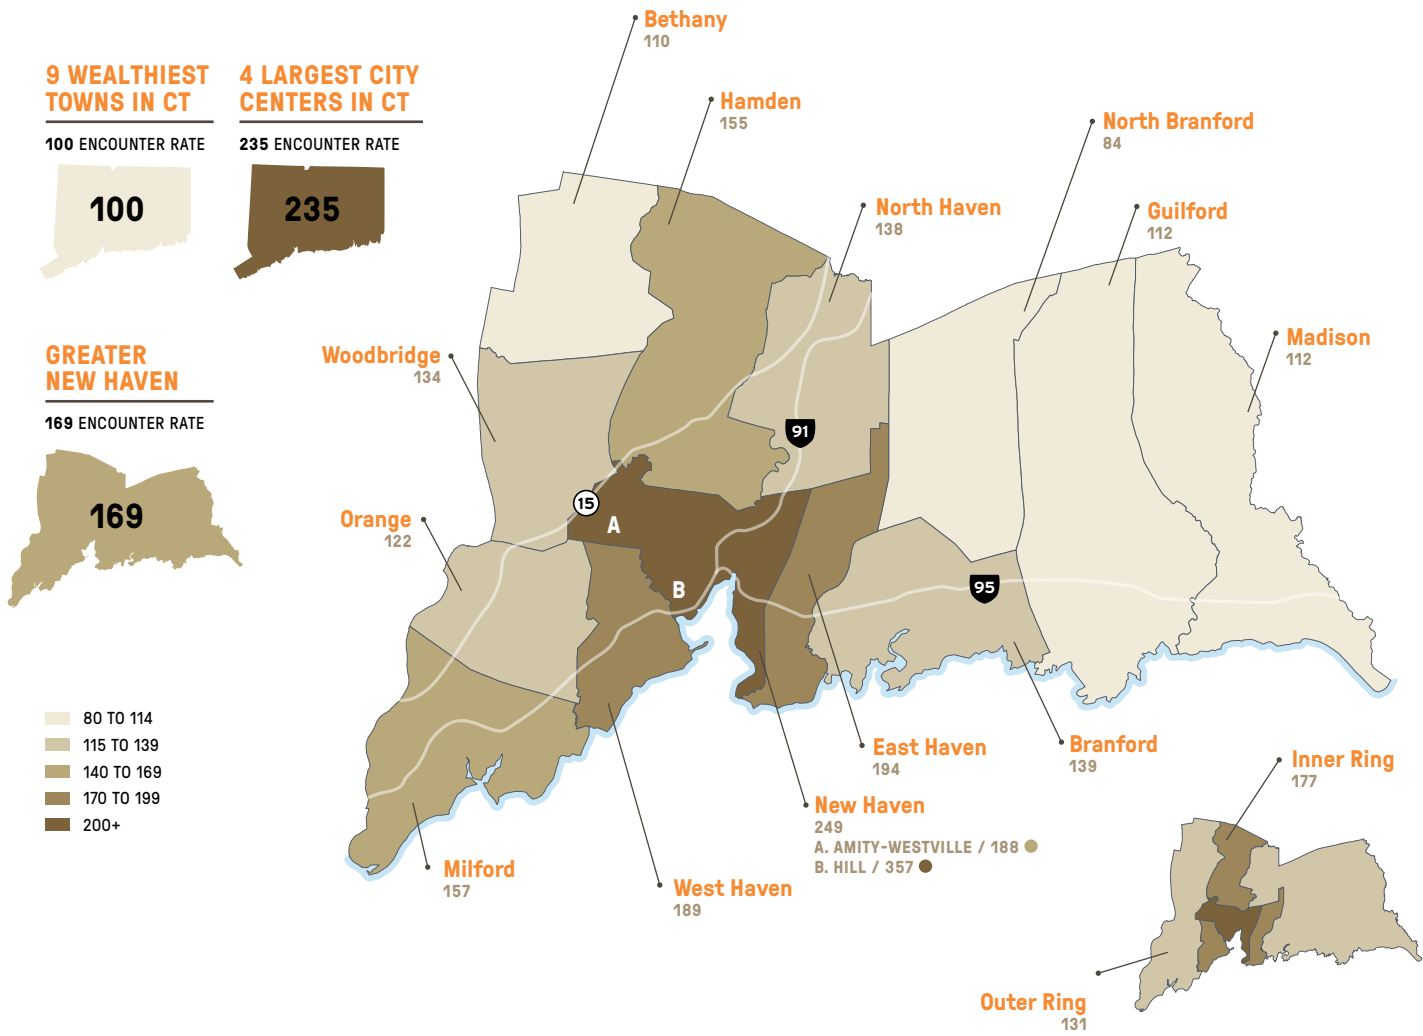 9 WEALTHIEST
TOWNS IN CT
100 ENCOUNTER RATE
100
4 LARGEST CITY
CENTERS IN CT
235 ENCOUNTER RATE
235
GREATER
NEW HAVEN
169 ENCOUNTER RATE
169
80 TO 114
115 TO 139
140 TO 169
170 TO 199
200+
Bethany
110
Hamden
155
North Haven
138
North Branford
84
Guilford
112
Madison
112
Woodbridge
134
Orange
122
91
15
A
B
95
Milford
157
West Haven
189
New Haven
249
A. AMITY-WESTVILLE / 188
B. HILL / 357
East Haven
194
Branford
139
Inner Ring
177
Outer Ring
131